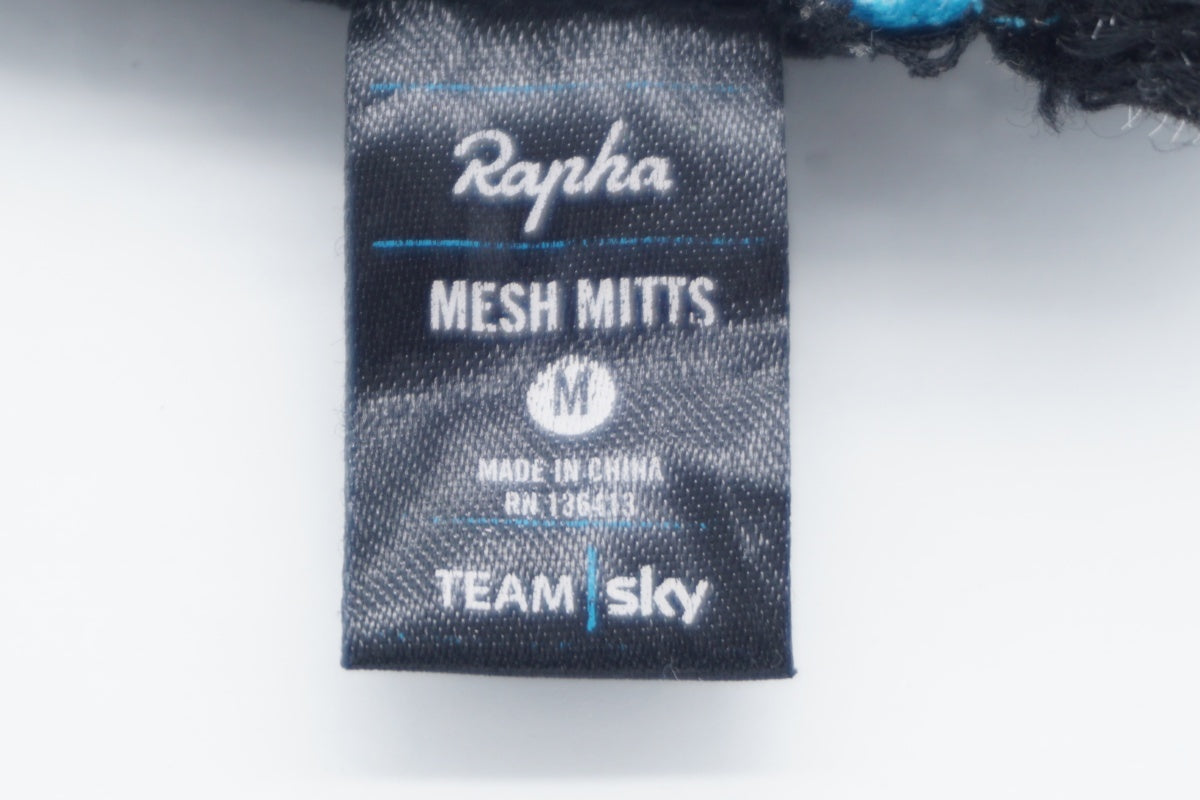 Rapha
MESH MITTS
M
MADE IN CHINA
RN 136413
TEAM sky